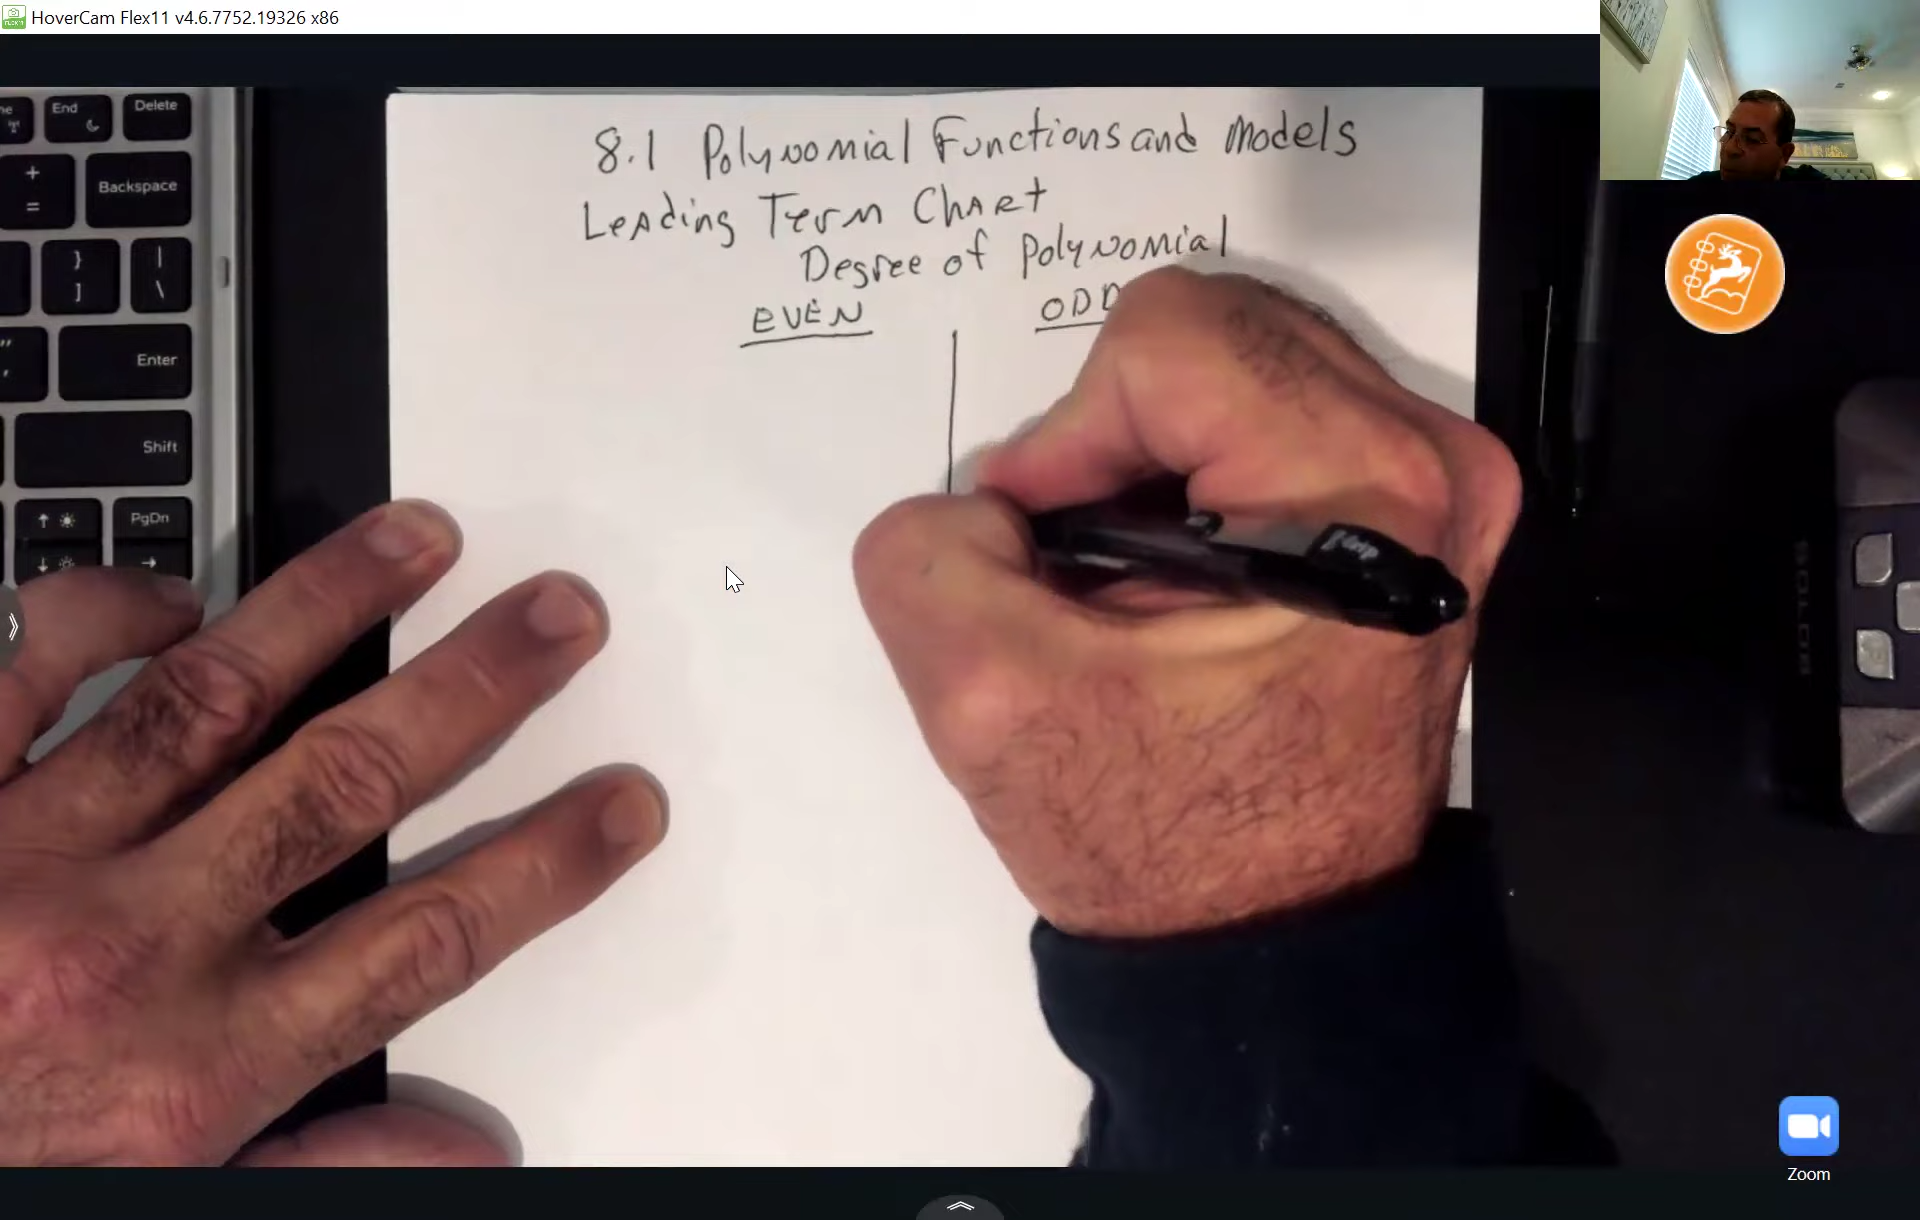 HoverCam Flex11 v4.6.7752.19326 x86
End
Delete
+
=
Backspace
}
]
|
\
"
,
Enter
Shift
PgDn
8.1 Polynomial Functions and Models
Leading Term Chart
Degree of Polynomial
EVEN
ODD
Zoom